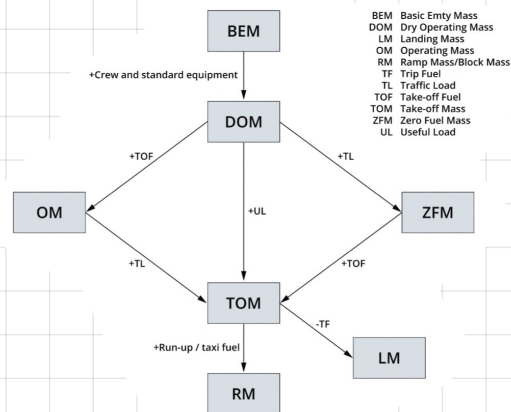 BEM
BEM Basic Emty Mass
DOM Dry Operating Mass
LM Landing Mass
OM Operating Mass
RM Ramp Mass/Block Mass
TF Trip Fuel
TL Traffic Load
TOF Take-off Fuel
TOM Take-off Mass
ZFM Zero Fuel Mass
UL Useful Load
+Crew and standard equipment
DOM
+TOF
+TL
OM
+UL
ZFM
+TL
+TOF
TOM
-TF
+Run-up / taxi fuel
LM
RM